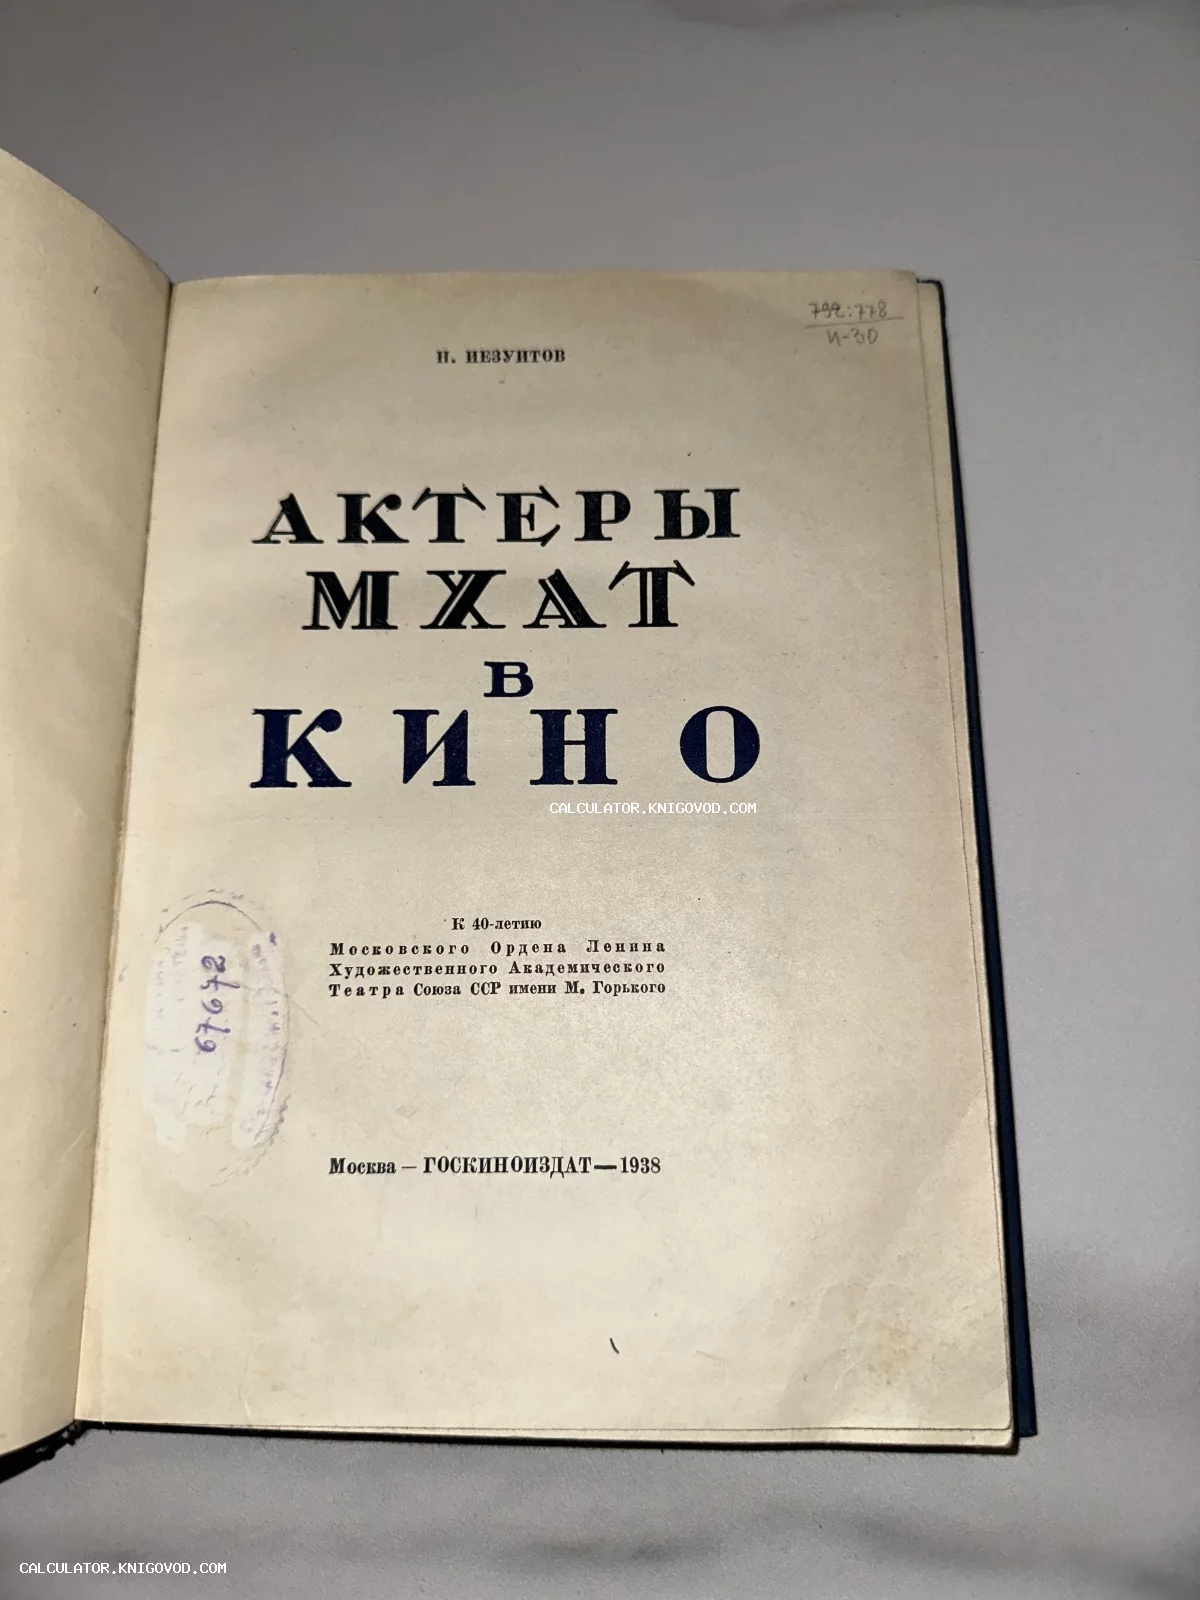 792:778
И-30
Н. ИЕЗУИТОВ
АКТЕРЫ
МХАТ
В
КИНО
CALCULATOR.KNIGOVOD.COM
К 40-летию
Московского Ордена Ленина
Художественного Академического
Театра Союза ССР имени М. Горького
67672
Москва — ГОСКИНОИЗДАТ — 1938
CALCULATOR.KNIGOVOD.COM